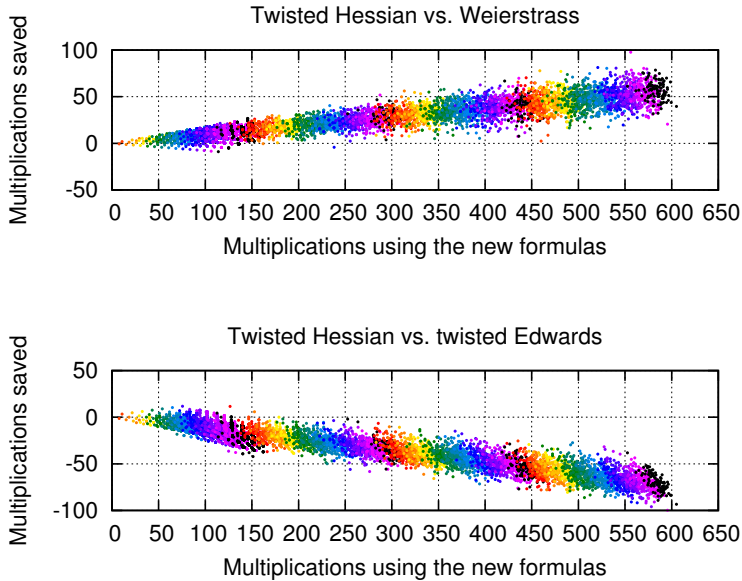 Twisted Hessian vs. Weierstrass
Multiplications saved
100
50
0
-50
0 50 100 150 200 250 300 350 400 450 500 550 600 650
Multiplications using the new formulas
Twisted Hessian vs. twisted Edwards
Multiplications saved
50
0
-50
-100
0 50 100 150 200 250 300 350 400 450 500 550 600 650
Multiplications using the new formulas